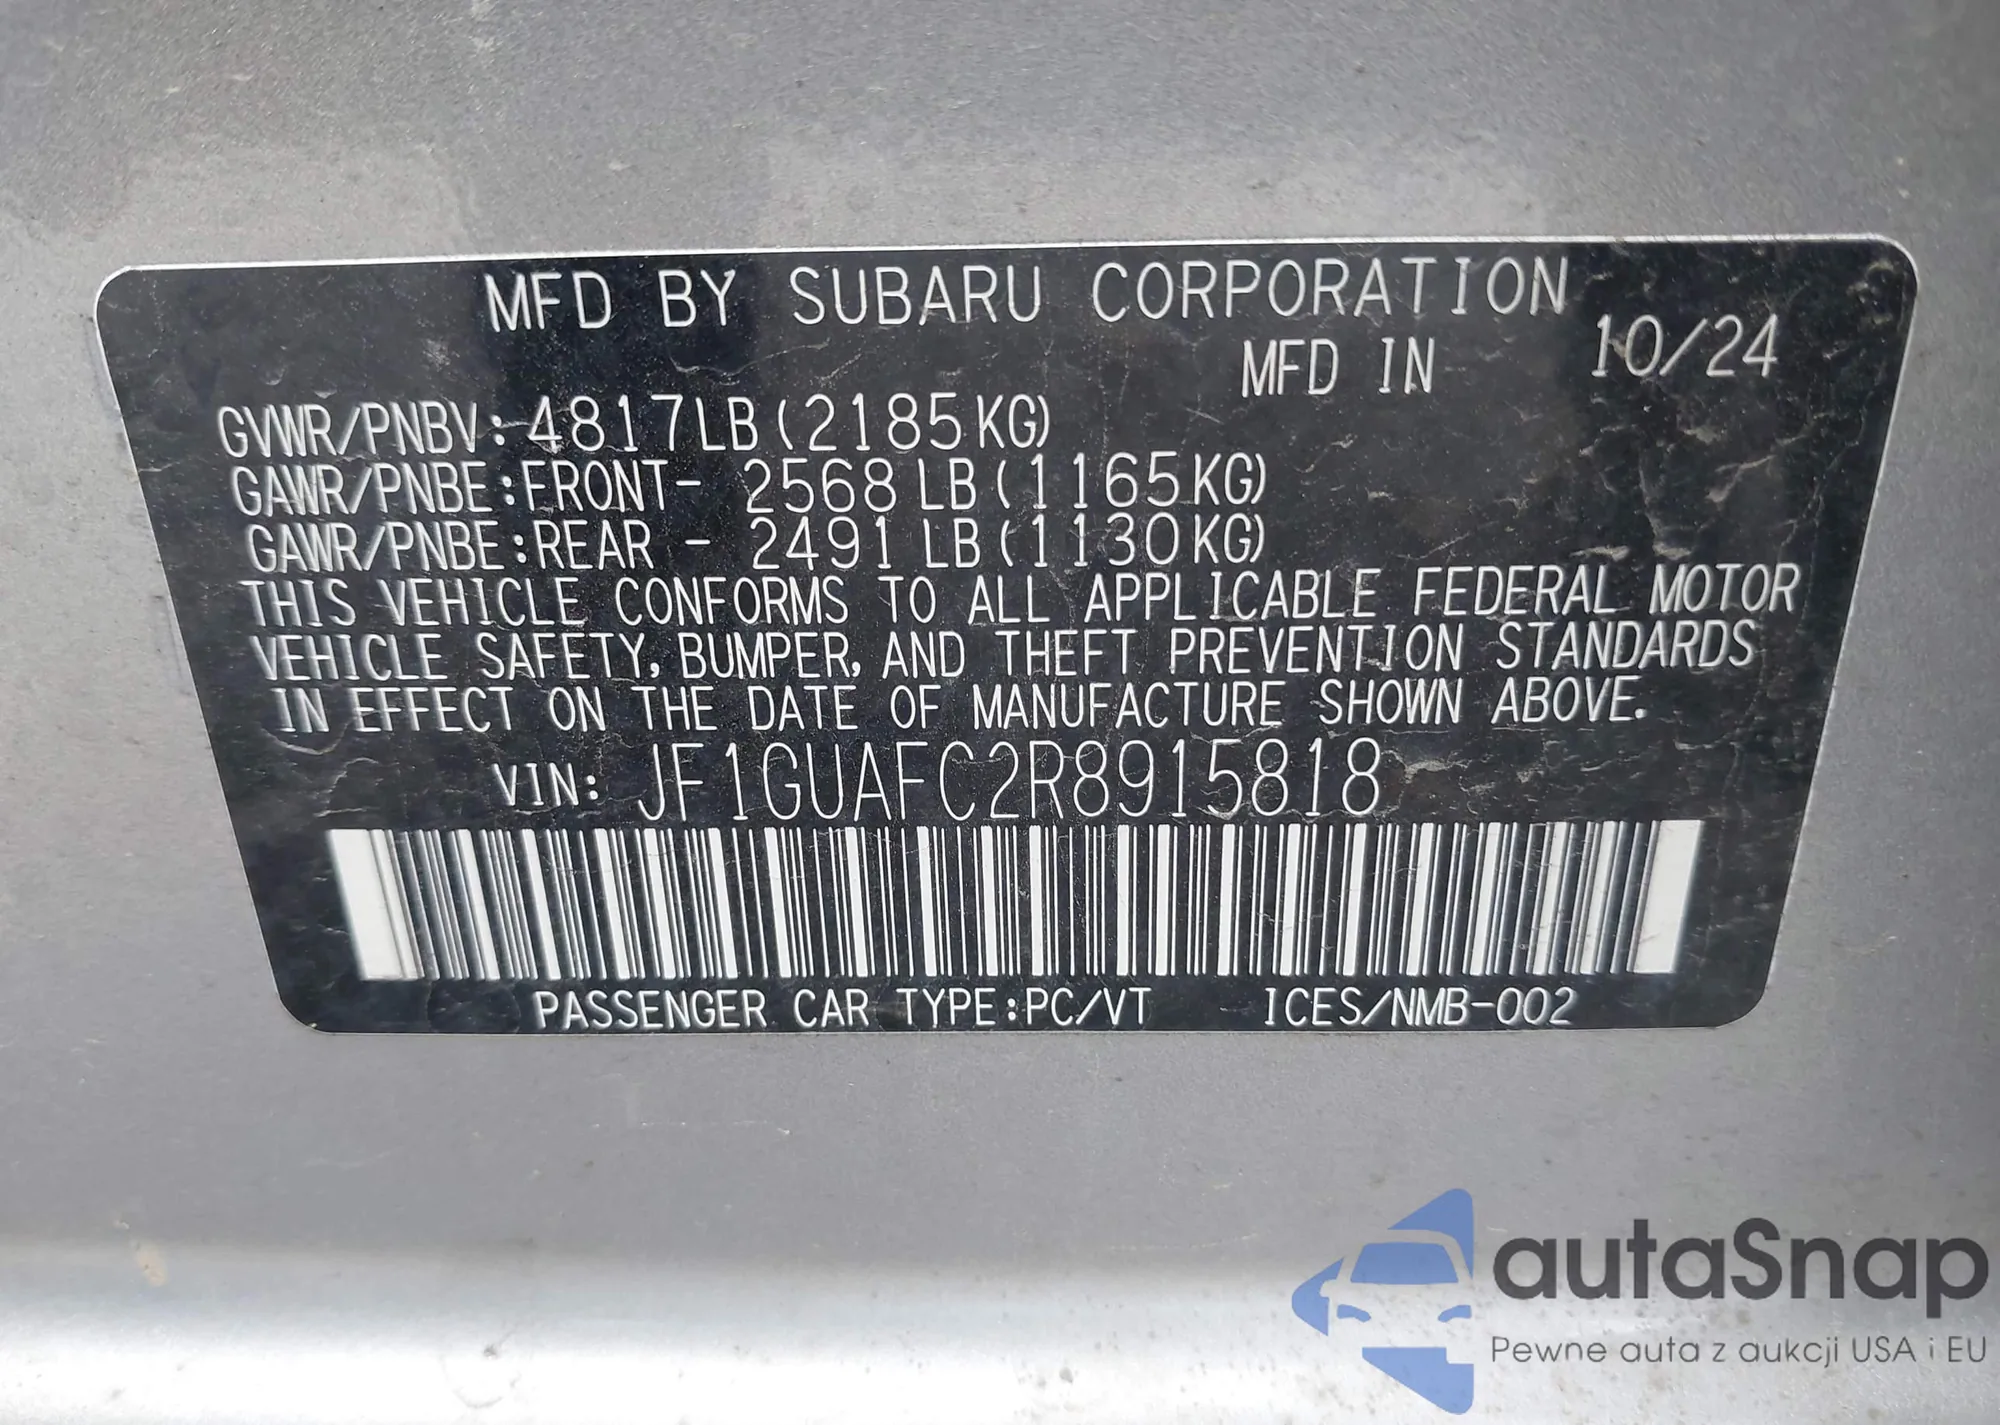 MFD BY SUBARU CORPORATION
MFD IN 10/24
GVWR/PNBV:4817LB(2185KG)
GAWR/PNBE:FRONT- 2568LB(1165KG)
GAWR/PNBE:REAR - 2491LB(1130KG)
THIS VEHICLE CONFORMS TO ALL APPLICABLE FEDERAL MOTOR
VEHICLE SAFETY, BUMPER, AND THEFT PREVENTION STANDARDS
IN EFFECT ON THE DATE OF MANUFACTURE SHOWN ABOVE.
VIN: JF1GUAFC2R8915818
PASSENGER CAR TYPE:PC/VT ICES/NMB-002
autaSnap
Pewne auta z aukcji USA i EU